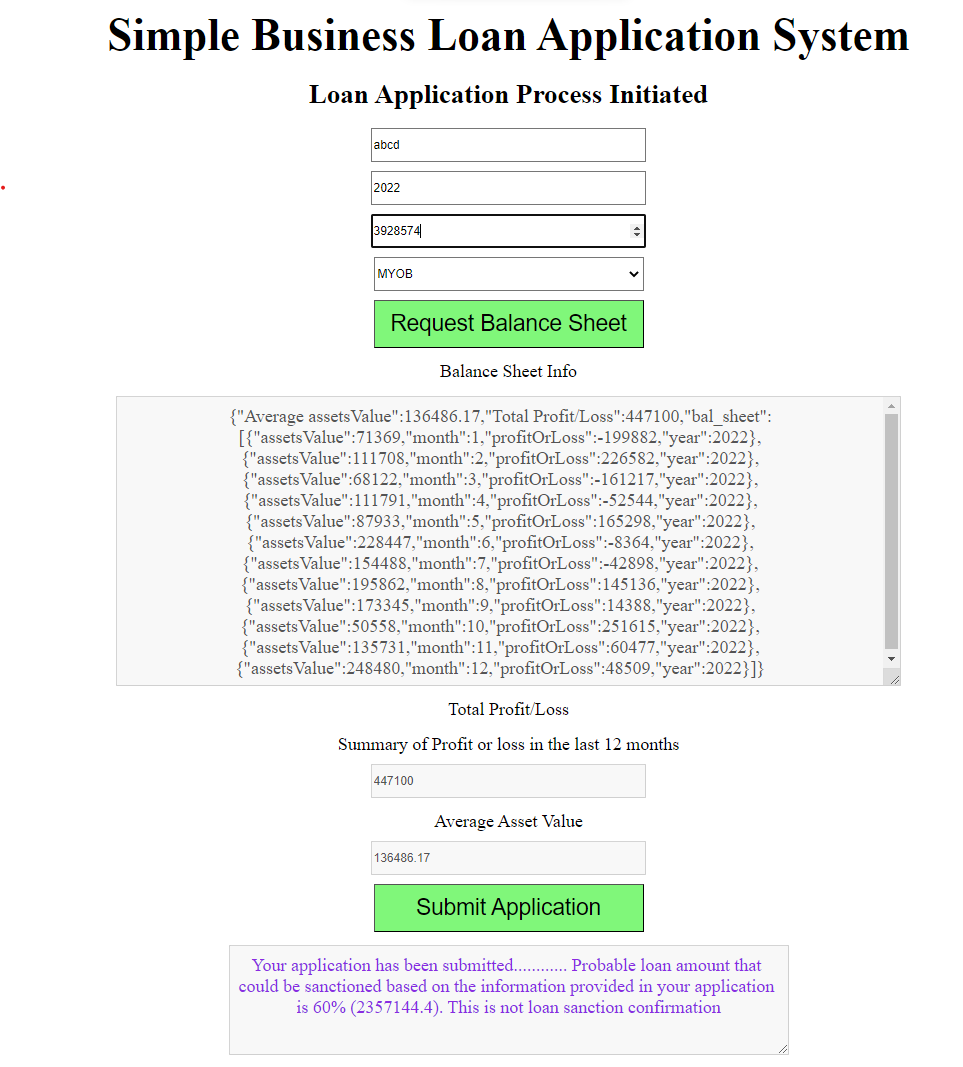 Simple Business Loan Application System
Loan Application Process Initiated
abcd
2022
3928574
MYOB
Request Balance Sheet
Balance Sheet Info
{"Average assetsValue":136486.17,"Total Profit/Loss":447100,"bal_sheet":
[{"assetsValue":71369,"month":1,"profitOrLoss":-199882,"year":2022},
{"assetsValue":111708,"month":2,"profitOrLoss":226582,"year":2022},
{"assetsValue":68122,"month":3,"profitOrLoss":-161217,"year":2022},
{"assetsValue":111791,"month":4,"profitOrLoss":-52544,"year":2022},
{"assetsValue":87933,"month":5,"profitOrLoss":165298,"year":2022},
{"assetsValue":228447,"month":6,"profitOrLoss":-8364,"year":2022},
{"assetsValue":154488,"month":7,"profitOrLoss":-42898,"year":2022},
{"assetsValue":195862,"month":8,"profitOrLoss":145136,"year":2022},
{"assetsValue":173345,"month":9,"profitOrLoss":14388,"year":2022},
{"assetsValue":50558,"month":10,"profitOrLoss":251615,"year":2022},
{"assetsValue":135731,"month":11,"profitOrLoss":60477,"year":2022},
{"assetsValue":248480,"month":12,"profitOrLoss":48509,"year":2022}]}
Total Profit/Loss
Summary of Profit or loss in the last 12 months
447100
Average Asset Value
136486.17
Submit Application
Your application has been submitted............ Probable loan amount that
could be sanctioned based on the information provided in your application
is 60% (2357144.4). This is not loan sanction confirmation